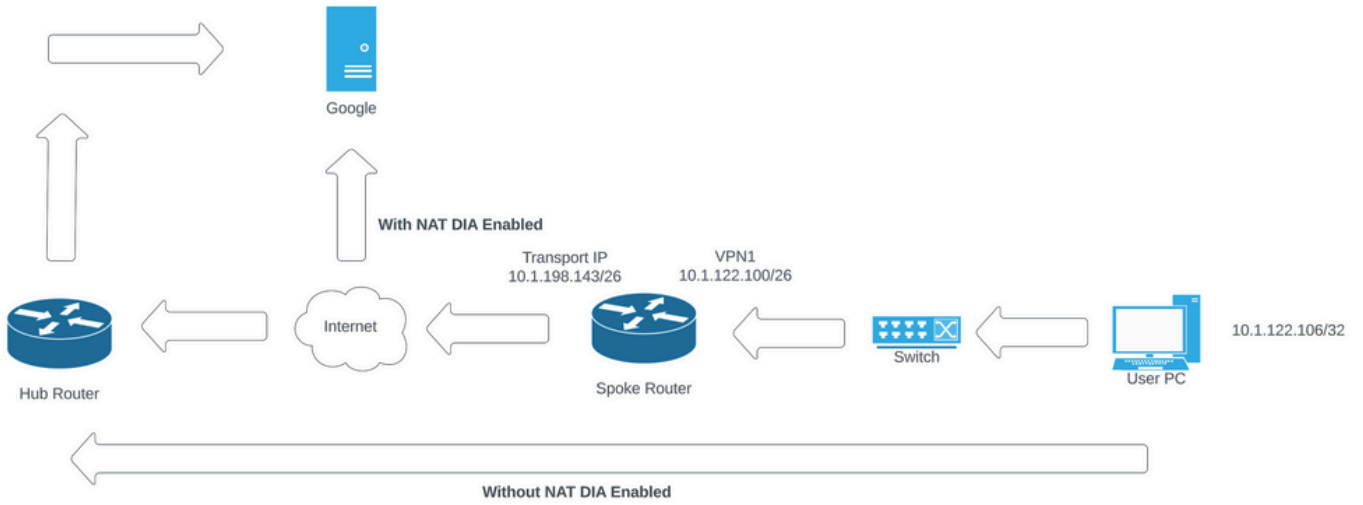 Google
With NAT DIA Enabled
Transport IP
10.1.198.143/26
VPN1
10.1.122.100/26
Internet
10.1.122.106/32
Switch
User PC
Spoke Router
Hub Router
Without NAT DIA Enabled